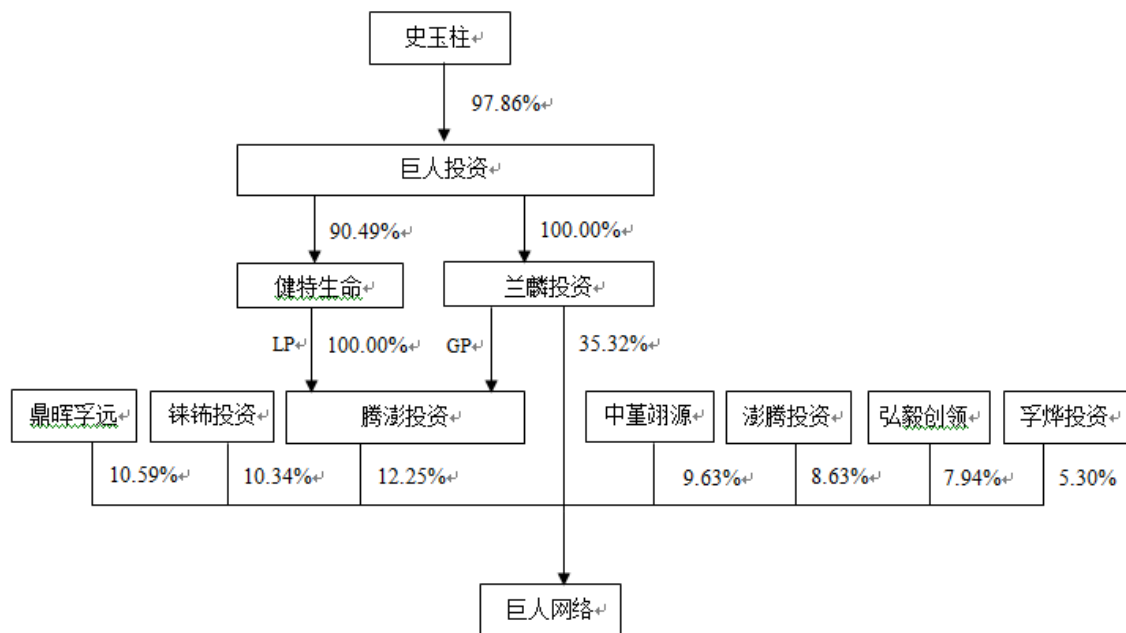 史玉柱
97.86%
巨人投资
90.49%
100.00%
健特生命
兰麟投资
LP
100.00%
GP
35.32%
鼎晖孚远
铼钸投资
腾澎投资
中堇翊源
澎腾投资
弘毅创领
孚烨投资
10.59%
10.34%
12.25%
9.63%
8.63%
7.94%
5.30%
巨人网络